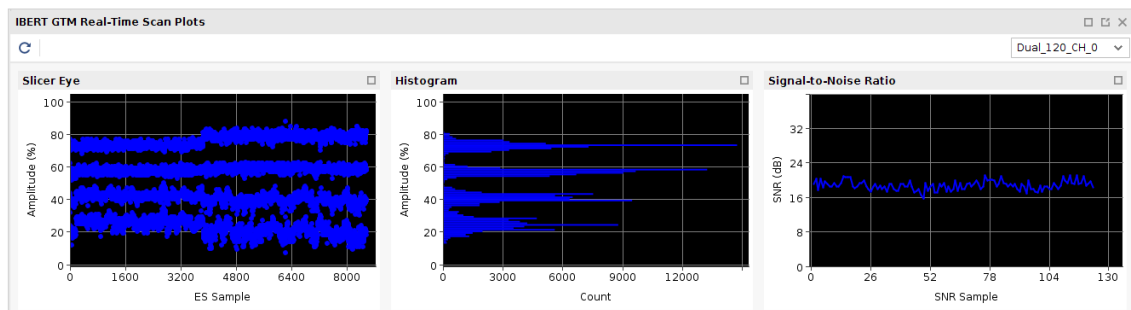 IBERT GTM Real-Time Scan Plots
Dual_120_CH_0
Slicer Eye
100
80
60
40
20
0
Amplitude (%)
0 1600 3200 4800 6400 8000
ES Sample
Histogram
100
80
60
40
20
0
Amplitude (%)
0 3000 6000 9000 12000
Count
Signal-to-Noise Ratio
32
24
16
8
0
SNR (dB)
0 26 52 78 104 130
SNR Sample